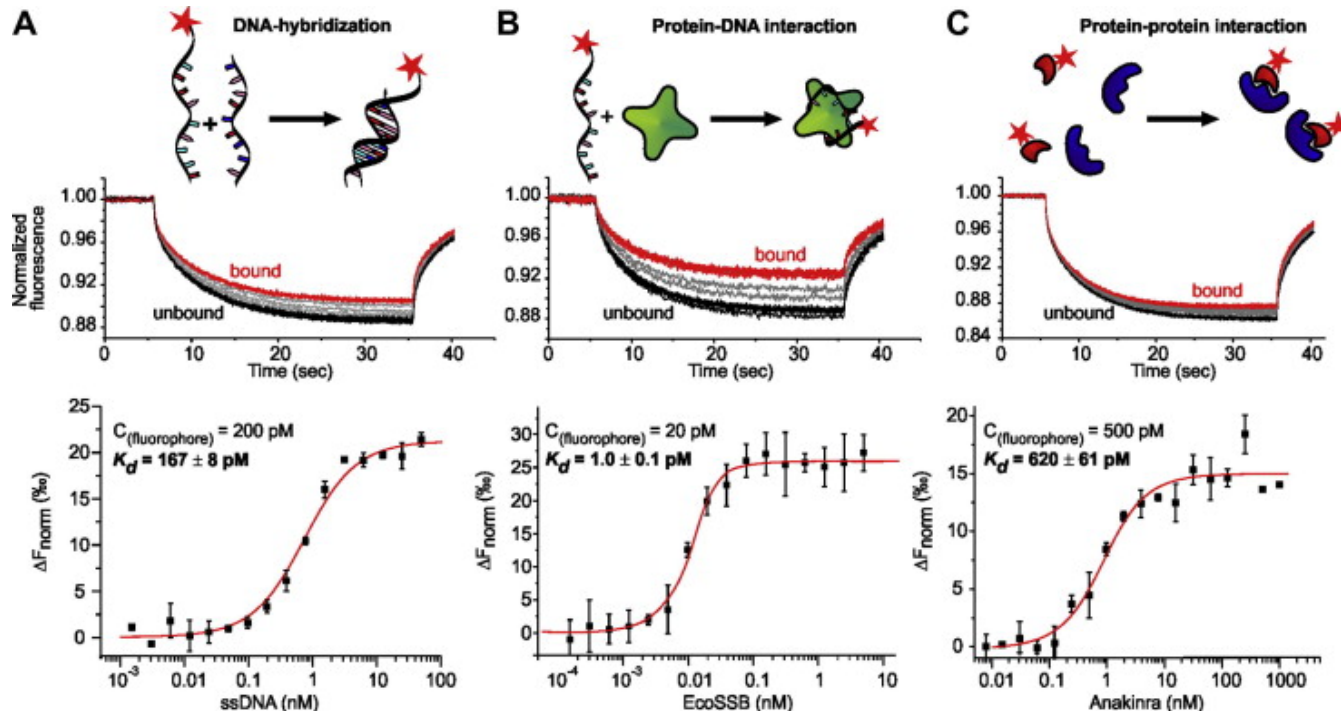 A
DNA-hybridization
+
Normalized
fluorescence
1.00
0.96
0.92
0.88
bound
unbound
0 10 20 30 40
Time (sec)
B
Protein-DNA interaction
+
1.00
0.96
0.92
0.88
bound
unbound
0 10 20 30 40
Time (sec)
C
Protein-protein interaction
1.00
0.96
0.92
0.88
0.84
bound
unbound
0 10 20 30 40
Time (sec)
ΔFnorm (‰)
25
20
15
10
5
0
C(fluorophore) = 200 pM
Kd = 167 ± 8 pM
10⁻³ 0.01 0.1 1 10 100
ssDNA (nM)
ΔFnorm (‰)
35
30
25
20
15
10
5
0
C(fluorophore) = 20 pM
Kd = 1.0 ± 0.1 pM
10⁻⁴ 10⁻³ 0.01 0.1 1 10
EcoSSB (nM)
ΔFnorm (‰)
20
15
10
5
0
C(fluorophore) = 500 pM
Kd = 620 ± 61 pM
0.01 0.1 1 10 100 1000
Anakinra (nM)